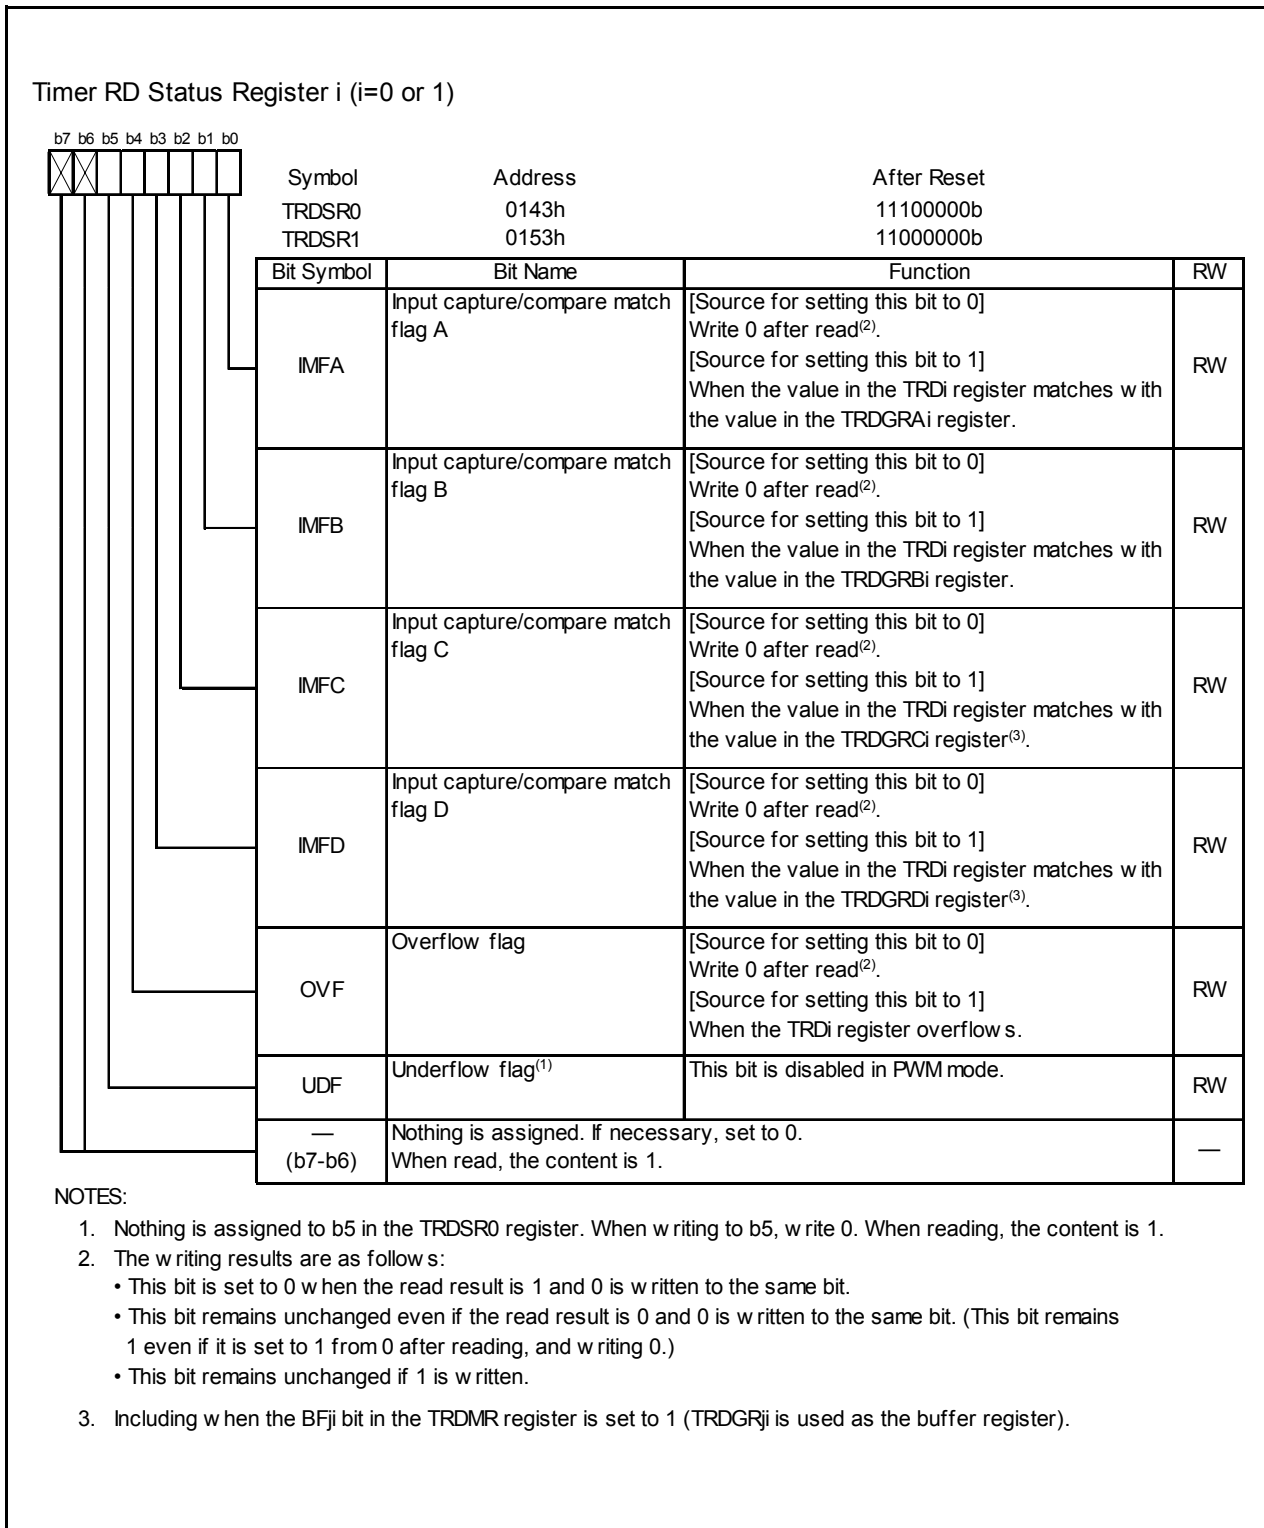 Timer RD Status Register i (i=0 or 1)
b7 b6 b5 b4 b3 b2 b1 b0
Symbol Address After Reset
TRDSR0 0143h 11100000b
TRDSR1 0153h 11000000b
Bit Symbol Bit Name Function RW
IMFA
Input capture/compare match
flag A
[Source for setting this bit to 0]
Write 0 after read(2).
[Source for setting this bit to 1]
When the value in the TRDi register matches with
the value in the TRDGRAi register.
RW
IMFB
Input capture/compare match
flag B
[Source for setting this bit to 0]
Write 0 after read(2).
[Source for setting this bit to 1]
When the value in the TRDi register matches with
the value in the TRDGRBi register.
RW
IMFC
Input capture/compare match
flag C
[Source for setting this bit to 0]
Write 0 after read(2).
[Source for setting this bit to 1]
When the value in the TRDi register matches with
the value in the TRDGRCi register(3).
RW
IMFD
Input capture/compare match
flag D
[Source for setting this bit to 0]
Write 0 after read(2).
[Source for setting this bit to 1]
When the value in the TRDi register matches with
the value in the TRDGRDi register(3).
RW
OVF
Overflow flag
[Source for setting this bit to 0]
Write 0 after read(2).
[Source for setting this bit to 1]
When the TRDi register overflows.
RW
UDF
Underflow flag(1)
This bit is disabled in PWM mode.
RW
—
(b7-b6)
Nothing is assigned. If necessary, set to 0.
When read, the content is 1.
—
NOTES:
1. Nothing is assigned to b5 in the TRDSR0 register. When writing to b5, write 0. When reading, the content is 1.
2. The writing results are as follows:
• This bit is set to 0 when the read result is 1 and 0 is written to the same bit.
• This bit remains unchanged even if the read result is 0 and 0 is written to the same bit. (This bit remains
1 even if it is set to 1 from 0 after reading, and writing 0.)
• This bit remains unchanged if 1 is written.
3. Including when the BFji bit in the TRDMR register is set to 1 (TRDGRji is used as the buffer register).